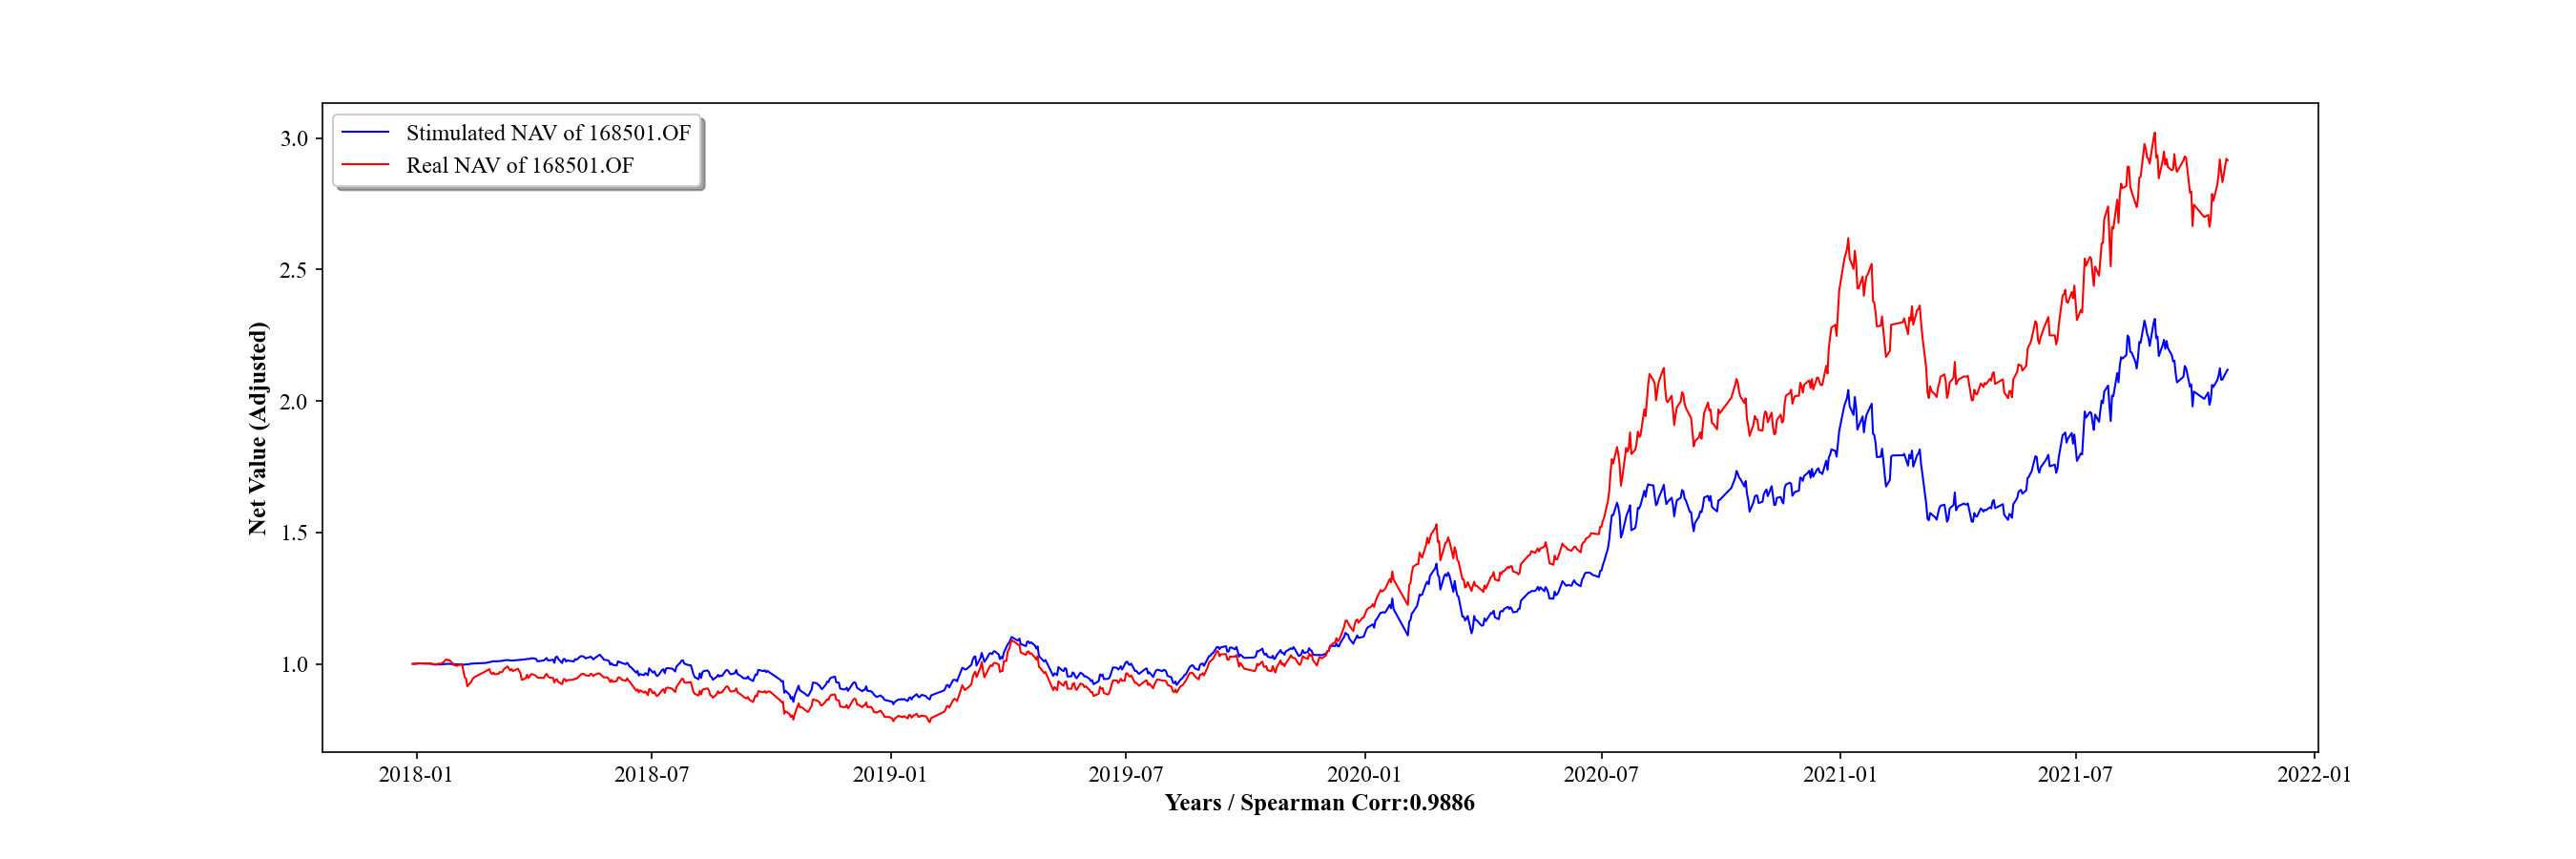 Stimulated NAV of 168501.OF
Real NAV of 168501.OF
3.0
2.5
2.0
1.5
1.0
Net Value (Adjusted)
2018-01 2018-07 2019-01 2019-07 2020-01 2020-07 2021-01 2021-07 2022-01
Years / Spearman Corr:0.9886